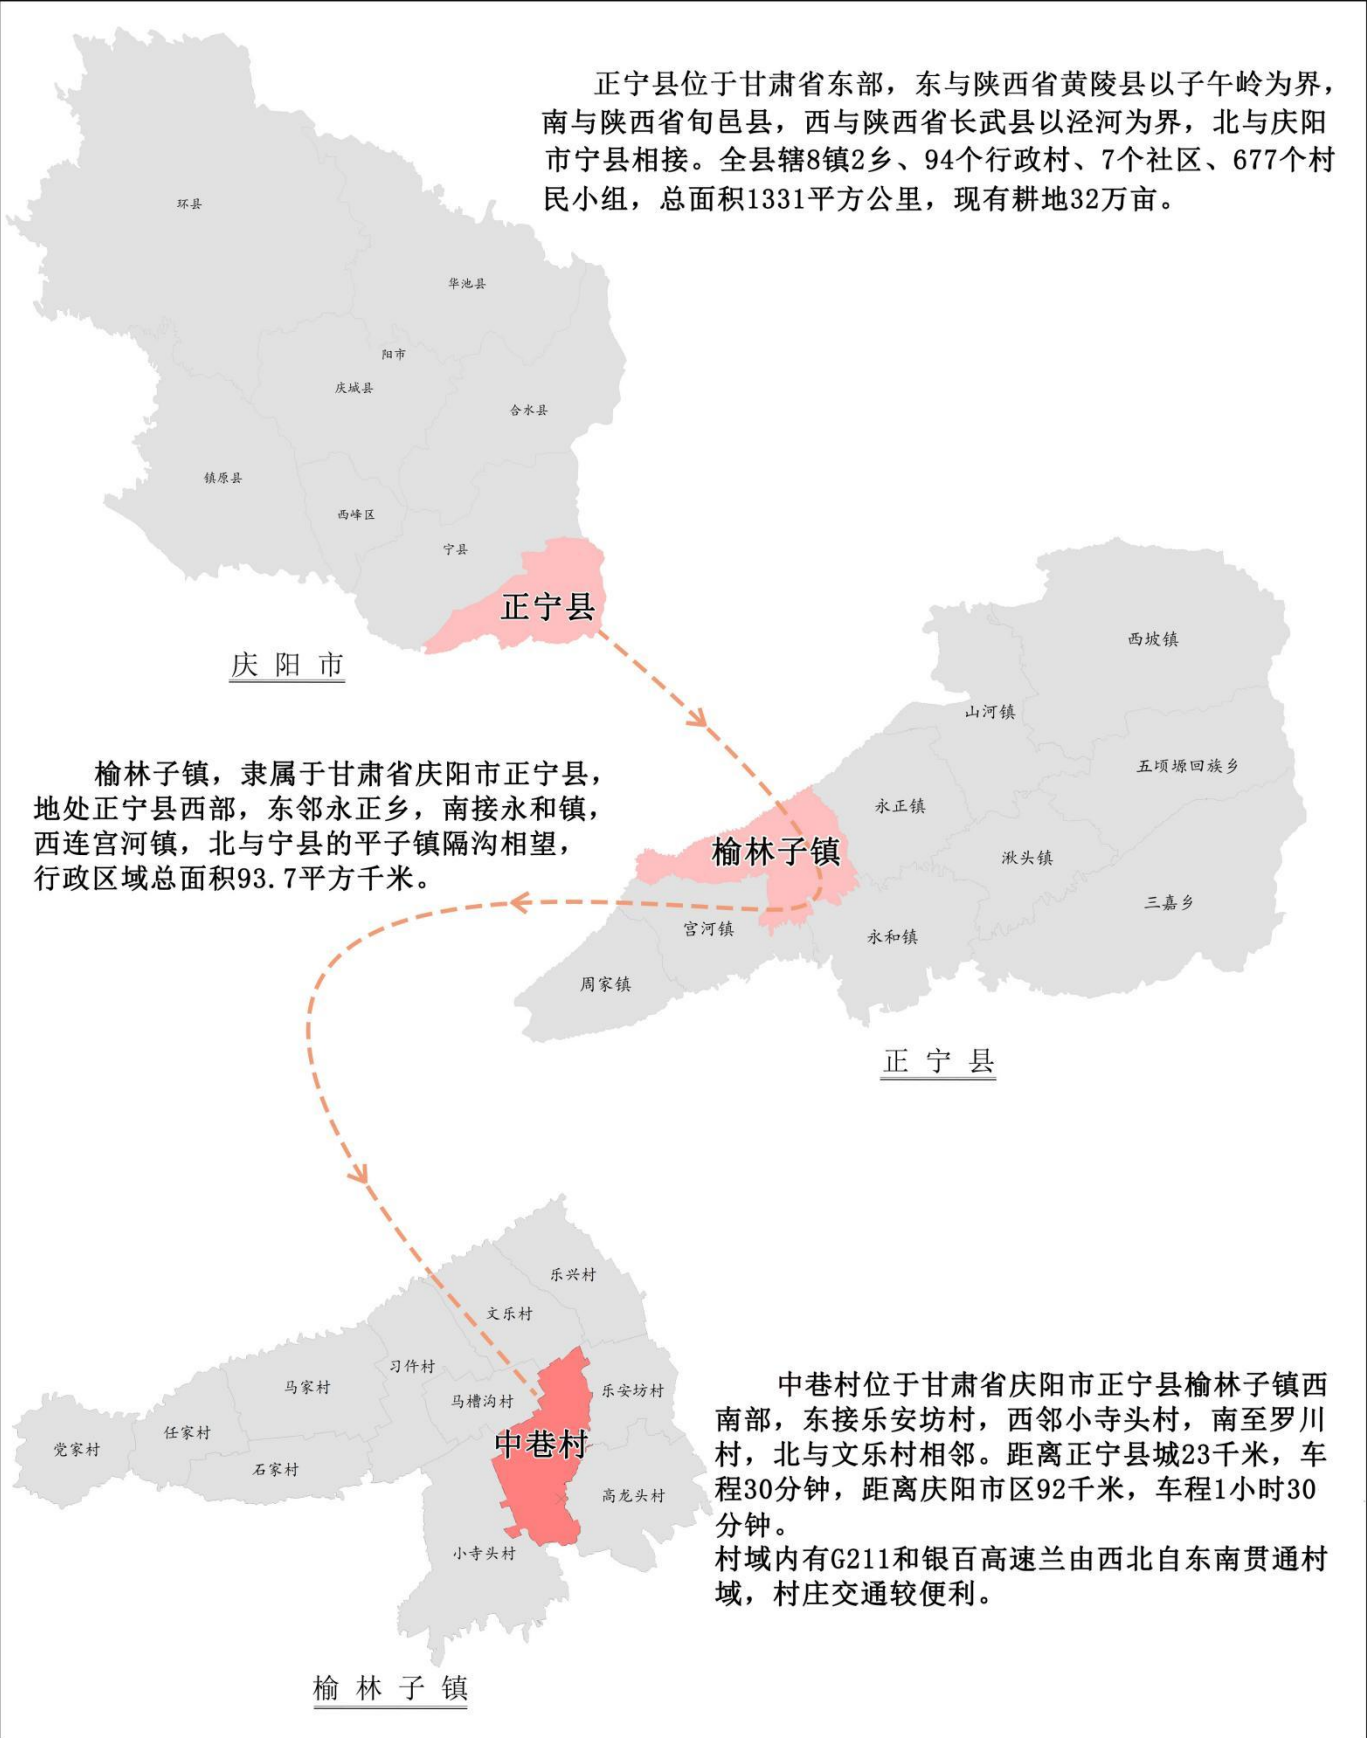 正宁县位于甘肃省东部，东与陕西省黄陵县以子午岭为界，
南与陕西省旬邑县，西与陕西省长武县以泾河为界，北与庆阳
市宁县相接。全县辖8镇2乡、94个行政村、7个社区、677个村
民小组，总面积1331平方公里，现有耕地32万亩。
环县
华池县
阳市
庆城县
合水县
镇原县
西峰区
宁县
正宁县
庆阳市
西坡镇
山河镇
五顷塬回族乡
永正镇
榆林子镇
湫头镇
三嘉乡
宫河镇
永和镇
周家镇
正宁县
榆林子镇，隶属于甘肃省庆阳市正宁县，
地处正宁县西部，东邻永正乡，南接永和镇，
西连宫河镇，北与宁县的平子镇隔沟相望，
行政区域总面积93.7平方千米。
乐兴村
文乐村
习仵村
马家村
马槽沟村
乐安坊村
任家村
党家村
中巷村
石家村
高龙头村
小寺头村
榆林子镇
中巷村位于甘肃省庆阳市正宁县榆林子镇西
南部，东接乐安坊村，西邻小寺头村，南至罗川
村，北与文乐村相邻。距离正宁县城23千米，车
程30分钟，距离庆阳市区92千米，车程1小时30
分钟。
村域内有G211和银百高速兰由西北自东南贯通村
域，村庄交通较便利。